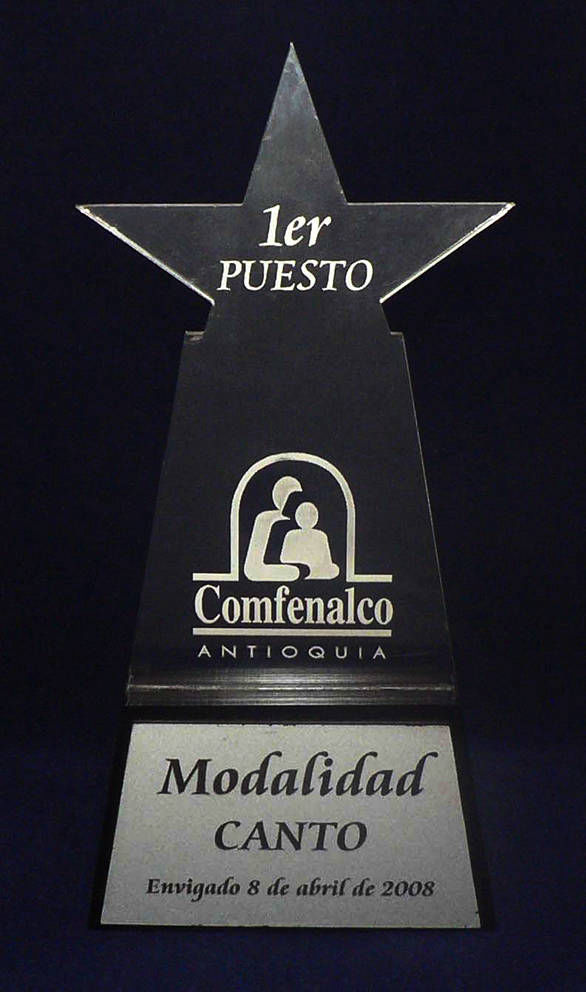 1er
PUESTO
Comfenalco
ANTIOQUIA
Modalidad
CANTO
Envigado 8 de abril de 2008